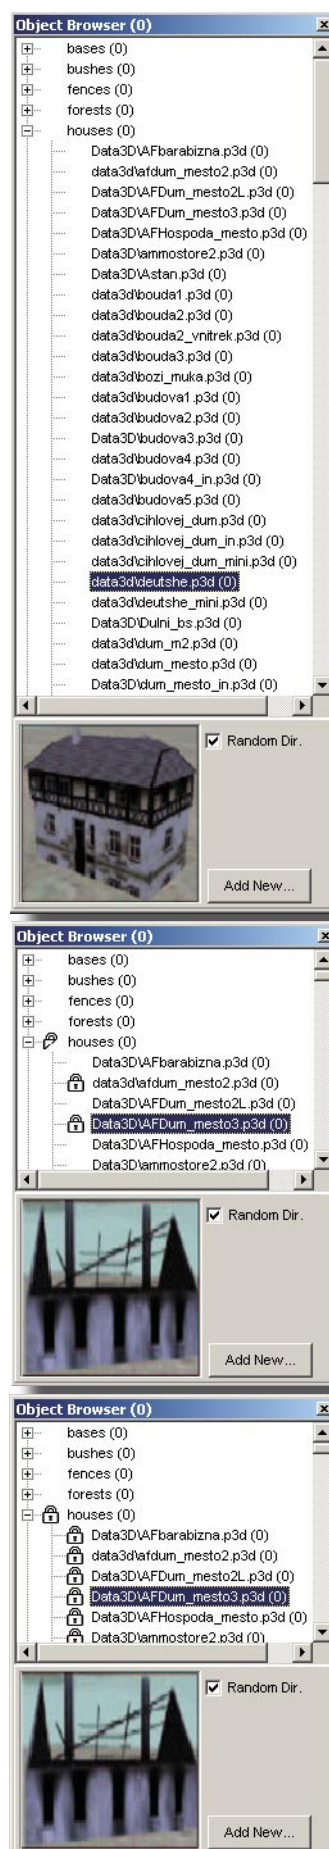 Object Browser (0)
bases (0)
bushes (0)
fences (0)
forests (0)
houses (0)
Data3D\AFbarabizna.p3d (0)
data3d\afdum_mesto2.p3d (0)
Data3D\AFDum_mesto2L.p3d (0)
Data3D\AFDum_mesto3.p3d (0)
Data3D\AFHospoda_mesto.p3d (0)
Data3D\ammostore2.p3d (0)
Data3D\Astan.p3d (0)
data3d\bouda1.p3d (0)
data3d\bouda2.p3d (0)
data3d\bouda2_vnitrek.p3d (0)
data3d\bouda3.p3d (0)
data3d\bozi_muka.p3d (0)
data3d\budova1.p3d (0)
data3d\budova2.p3d (0)
Data3D\budova3.p3d (0)
data3d\budova4.p3d (0)
Data3D\budova4_in.p3d (0)
data3d\budova5.p3d (0)
data3d\cihlovej_dum.p3d (0)
data3d\cihlovej_dum_in.p3d (0)
data3d\cihlovej_dum_mini.p3d (0)
data3d\deutshe.p3d (0)
data3d\deutshe_mini.p3d (0)
Data3D\Dulni_bs.p3d (0)
data3d\dum_m2.p3d (0)
data3d\dum_mesto.p3d (0)
Data3D\dum_mesto_in.p3d (0)
Random Dir.
Add New...
Object Browser (0)
bases (0)
bushes (0)
fences (0)
forests (0)
houses (0)
Data3D\AFbarabizna.p3d (0)
data3d\afdum_mesto2.p3d (0)
Data3D\AFDum_mesto2L.p3d (0)
Data3D\AFDum_mesto3.p3d (0)
Data3D\AFHospoda_mesto.p3d (0)
Data3D\ammostore2.p3d (0)
Random Dir.
Add New...
Object Browser (0)
bases (0)
bushes (0)
fences (0)
forests (0)
houses (0)
Data3D\AFbarabizna.p3d (0)
data3d\afdum_mesto2.p3d (0)
Data3D\AFDum_mesto2L.p3d (0)
Data3D\AFDum_mesto3.p3d (0)
Data3D\AFHospoda_mesto.p3d (0)
Data3D\ammostore2.p3d (0)
Random Dir.
Add New...